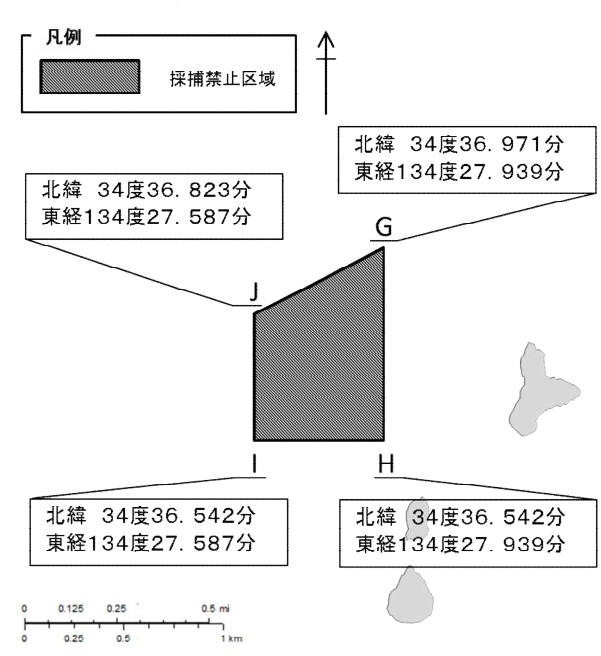 凡例
採捕禁止区域
北緯 34度36. 971分
東経134度27. 939分
北緯 34度36. 823分
東経134度27. 587分
G
J
I
H
北緯 34度36. 542分
東経134度27. 587分
北緯 34度36. 542分
東経134度27. 939分
0 0.125 0.25 0.5 mi
0 0.25 0.5 1 km